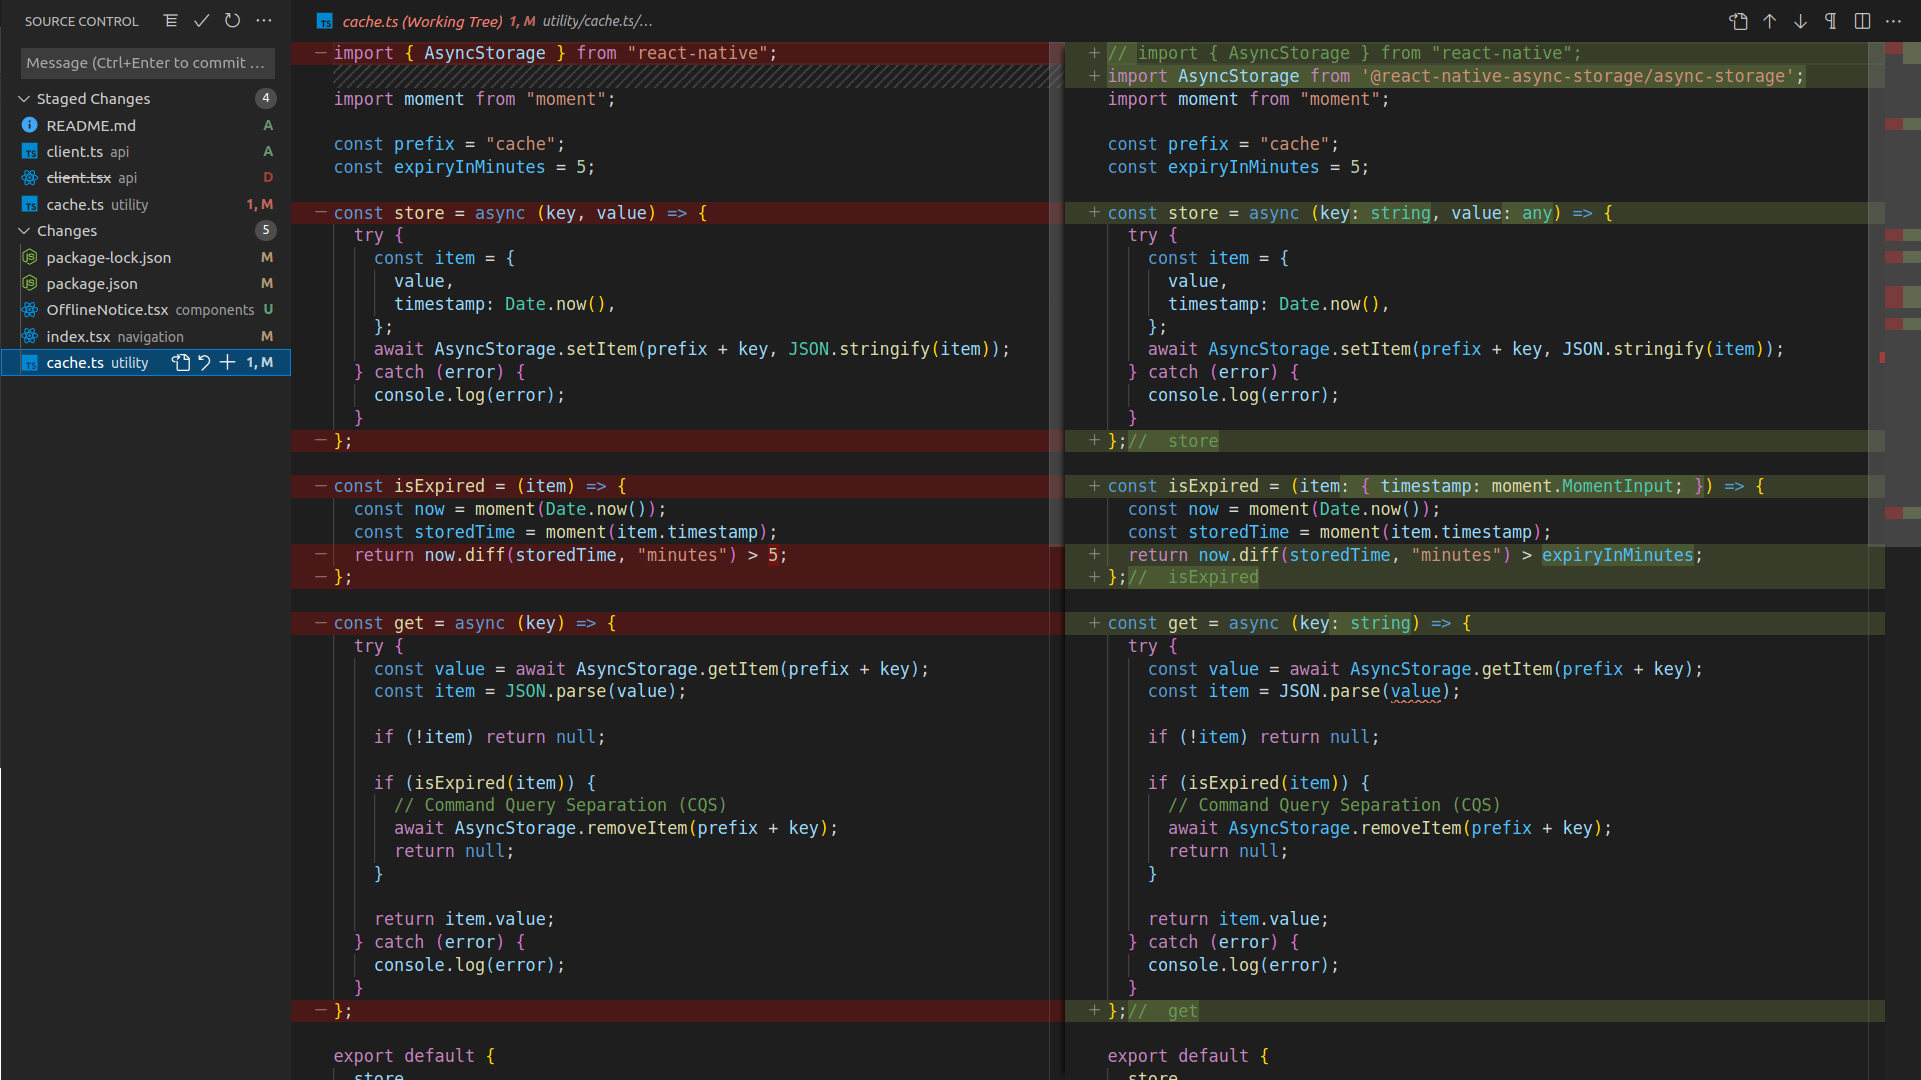 SOURCE CONTROL
Message (Ctrl+Enter to commit ...
Staged Changes 4
README.md A
client.ts api A
client.tsx api D
cache.ts utility 1, M
Changes 5
package-lock.json M
package.json M
OfflineNotice.tsx components U
index.tsx navigation M
cache.ts utility 1, M
cache.ts (Working Tree) 1, M utility/cache.ts/...
import { AsyncStorage } from "react-native";
import moment from "moment";
const prefix = "cache";
const expiryInMinutes = 5;
const store = async (key, value) => {
try {
const item = {
value,
timestamp: Date.now(),
};
await AsyncStorage.setItem(prefix + key, JSON.stringify(item));
} catch (error) {
console.log(error);
}
};
const isExpired = (item) => {
const now = moment(Date.now());
const storedTime = moment(item.timestamp);
return now.diff(storedTime, "minutes") > 5;
};
const get = async (key) => {
try {
const value = await AsyncStorage.getItem(prefix + key);
const item = JSON.parse(value);
if (!item) return null;
if (isExpired(item)) {
// Command Query Separation (CQS)
await AsyncStorage.removeItem(prefix + key);
return null;
}
return item.value;
} catch (error) {
console.log(error);
}
};
export default {
store
// import { AsyncStorage } from "react-native";
import AsyncStorage from '@react-native-async-storage/async-storage';
import moment from "moment";
const prefix = "cache";
const expiryInMinutes = 5;
const store = async (key: string, value: any) => {
try {
const item = {
value,
timestamp: Date.now(),
};
await AsyncStorage.setItem(prefix + key, JSON.stringify(item));
} catch (error) {
console.log(error);
}
};//  store
const isExpired = (item: { timestamp: moment.MomentInput; }) => {
const now = moment(Date.now());
const storedTime = moment(item.timestamp);
return now.diff(storedTime, "minutes") > expiryInMinutes;
};//  isExpired
const get = async (key: string) => {
try {
const value = await AsyncStorage.getItem(prefix + key);
const item = JSON.parse(value);
if (!item) return null;
if (isExpired(item)) {
// Command Query Separation (CQS)
await AsyncStorage.removeItem(prefix + key);
return null;
}
return item.value;
} catch (error) {
console.log(error);
}
};//  get
export default {
store